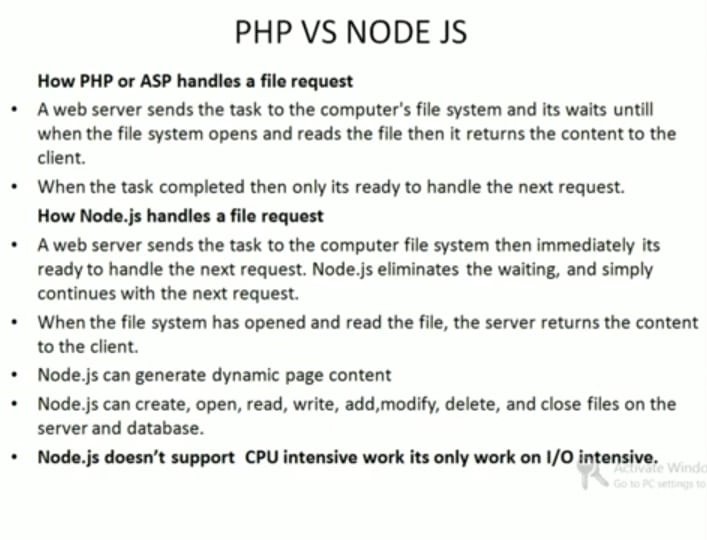 PHP VS NODE JS
How PHP or ASP handles a file request
• A web server sends the task to the computer's file system and its waits untill
when the file system opens and reads the file then it returns the content to the
client.
• When the task completed then only its ready to handle the next request.
How Node.js handles a file request
• A web server sends the task to the computer file system then immediately its
ready to handle the next request. Node.js eliminates the waiting, and simply
continues with the next request.
• When the file system has opened and read the file, the server returns the content
to the client.
• Node.js can generate dynamic page content
• Node.js can create, open, read, write, add,modify, delete, and close files on the
server and database.
• Node.js doesn't support CPU intensive work its only work on I/O intensive.
Activate Windo
Go to PC settings to